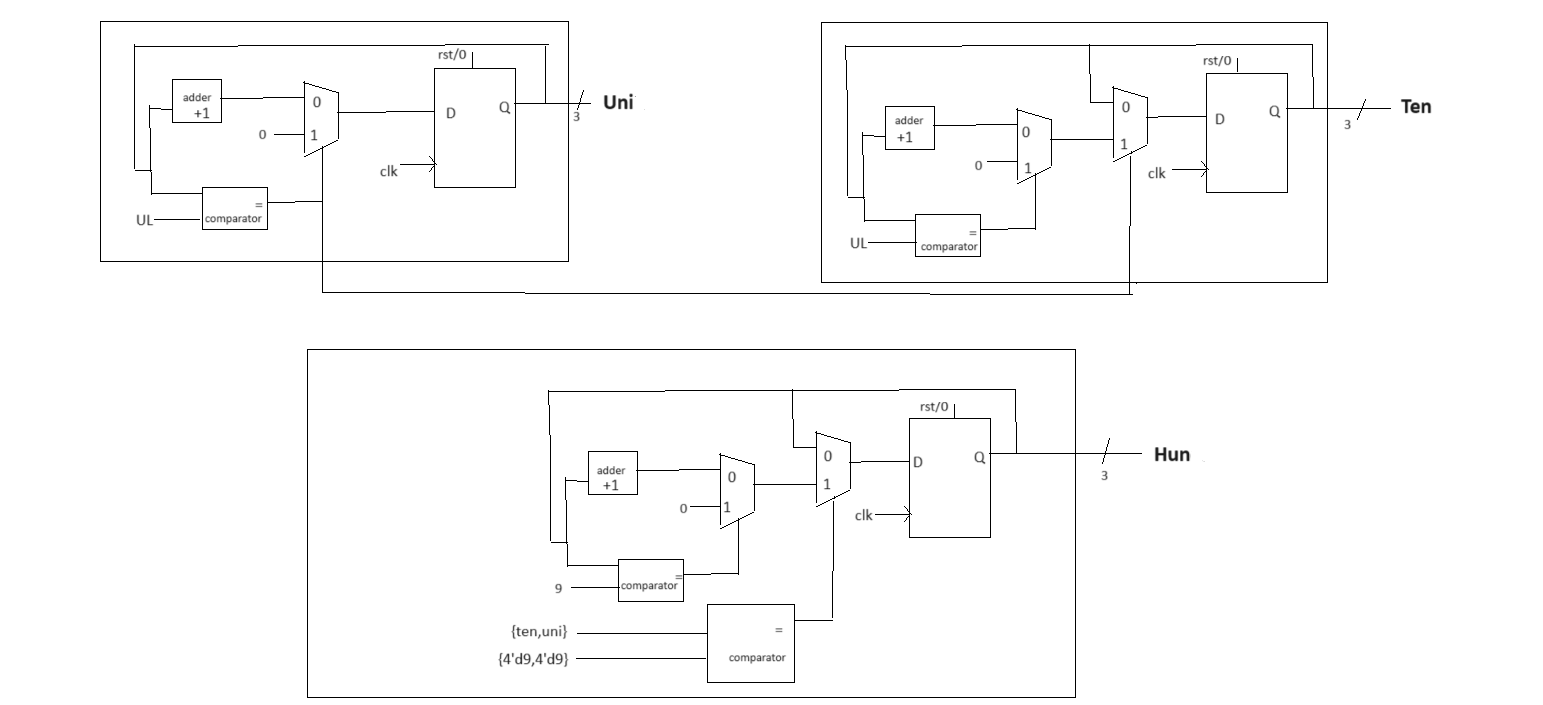 rst/0
adder
+1
0
0
1
D
Q
3
Uni
clk
UL
=
comparator
rst/0
adder
+1
0
0
1
0
1
D
Q
3
Ten
clk
UL
=
comparator
rst/0
adder
+1
0
0
1
0
1
D
Q
3
Hun
clk
9
=
comparator
{ten,uni}
{4'd9,4'd9}
=
comparator